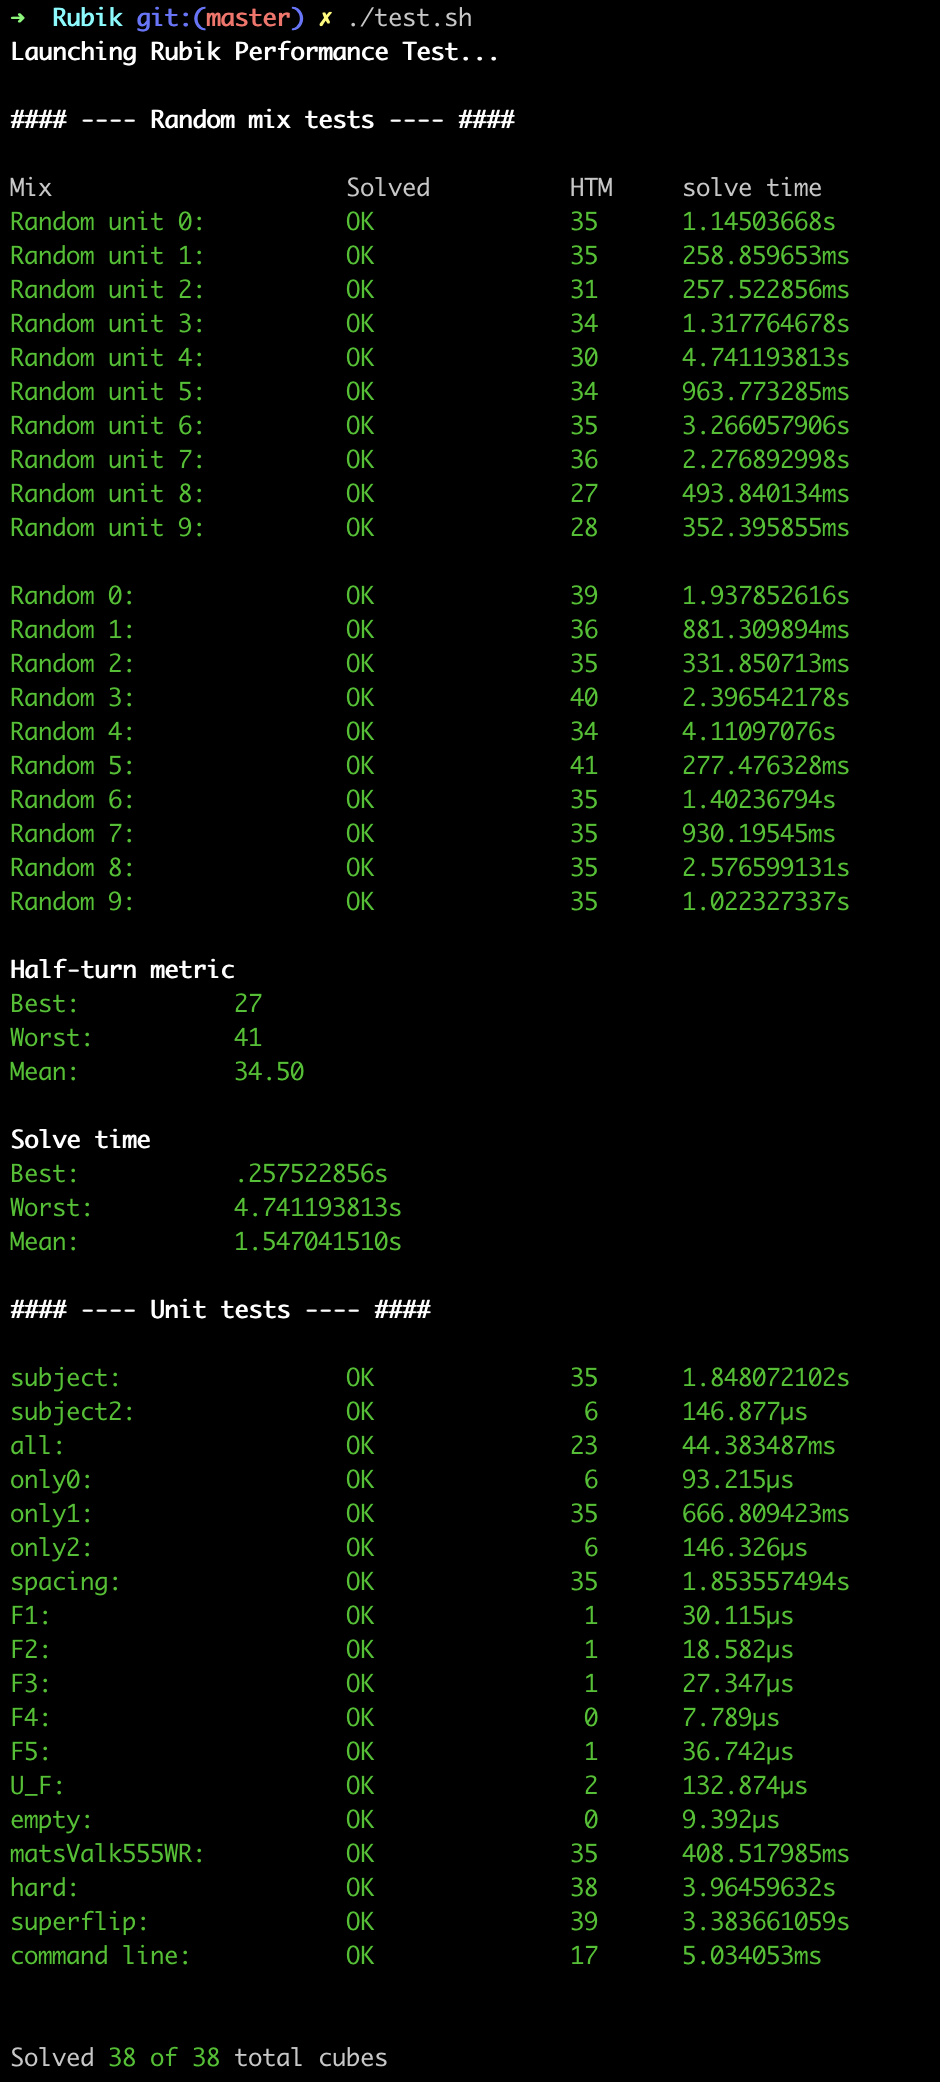 ➜  Rubik git:(master) ✗ ./test.sh
Launching Rubik Performance Test...
#### ---- Random mix tests ---- ####
Mix Solved HTM solve time
Random unit 0: OK 35 1.14503668s
Random unit 1: OK 35 258.859653ms
Random unit 2: OK 31 257.522856ms
Random unit 3: OK 34 1.317764678s
Random unit 4: OK 30 4.741193813s
Random unit 5: OK 34 963.773285ms
Random unit 6: OK 35 3.266057906s
Random unit 7: OK 36 2.276892998s
Random unit 8: OK 27 493.840134ms
Random unit 9: OK 28 352.395855ms
Random 0: OK 39 1.937852616s
Random 1: OK 36 881.309894ms
Random 2: OK 35 331.850713ms
Random 3: OK 40 2.396542178s
Random 4: OK 34 4.11097076s
Random 5: OK 41 277.476328ms
Random 6: OK 35 1.40236794s
Random 7: OK 35 930.19545ms
Random 8: OK 35 2.576599131s
Random 9: OK 35 1.022327337s
Half-turn metric
Best: 27
Worst: 41
Mean: 34.50
Solve time
Best: .257522856s
Worst: 4.741193813s
Mean: 1.547041510s
#### ---- Unit tests ---- ####
subject: OK 35 1.848072102s
subject2: OK 6 146.877µs
all: OK 23 44.383487ms
only0: OK 6 93.215µs
only1: OK 35 666.809423ms
only2: OK 6 146.326µs
spacing: OK 35 1.853557494s
F1: OK 1 30.115µs
F2: OK 1 18.582µs
F3: OK 1 27.347µs
F4: OK 0 7.789µs
F5: OK 1 36.742µs
U_F: OK 2 132.874µs
empty: OK 0 9.392µs
matsValk555WR: OK 35 408.517985ms
hard: OK 38 3.96459632s
superflip: OK 39 3.383661059s
command line: OK 17 5.034053ms
Solved 38 of 38 total cubes